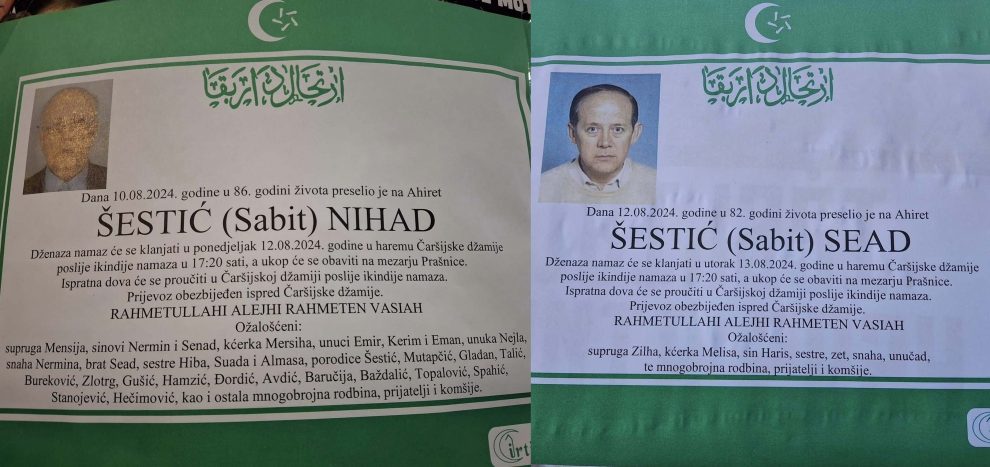 Dana 10.08.2024. godine u 86. godini života preselio je na Ahiret
ŠESTIĆ (Sabit) NIHAD
Dženaza namaz će se klanjati u ponedjeljak 12.08.2024. godine u haremu Čaršijske džamije
poslije ikindije namaza u 17:20 sati, a ukop će se obaviti na mezarju Prašnice.
Ispratna dova će se proučiti u Čaršijskoj džamiji poslije ikindije namaza.
Prijevoz obezbijeđen ispred Čaršijske džamije.
RAHMETULLAHI ALEJHI RAHMETEN VASIAH
Ožalošćeni:
supruga Mensija, sinovi Nermin i Senad, kćerka Mersiha, unuci Emir, Kerim i Eman, unuka Nejla,
snaha Nermina, brat Sead, sestre Hiba, Suada i Almasa, porodice Šestić, Mutapčić, Gladan, Talić,
Bureković, Zlotrg, Gušić, Hamzić, Đordić, Avdić, Baručija, Baždalić, Topalović, Spahić,
Stanojević, Hečimović, kao i ostala mnogobrojna rodbina, prijatelji i komšije.
Dana 12.08.2024. godine u 82. godini života preselio je na Ahiret
ŠESTIĆ (Sabit) SEAD
Dženaza namaz će se klanjati u utorak 13.08.2024. godine u haremu Čaršijske džamije
poslije ikindije namaza u 17:20 sati, a ukop će se obaviti na mezarju Prašnice.
Ispratna dova će se proučiti u Čaršijskoj džamiji poslije ikindije namaza.
Prijevoz obezbijeđen ispred Čaršijske džamije.
RAHMETULLAHI ALEJHI RAHMETEN VASIAH
Ožalošćeni:
supruga Zilha, kćerka Melisa, sin Haris, sestre, zet, snaha, unučad,
te mnogobrojna rodbina, prijatelji i komšije.